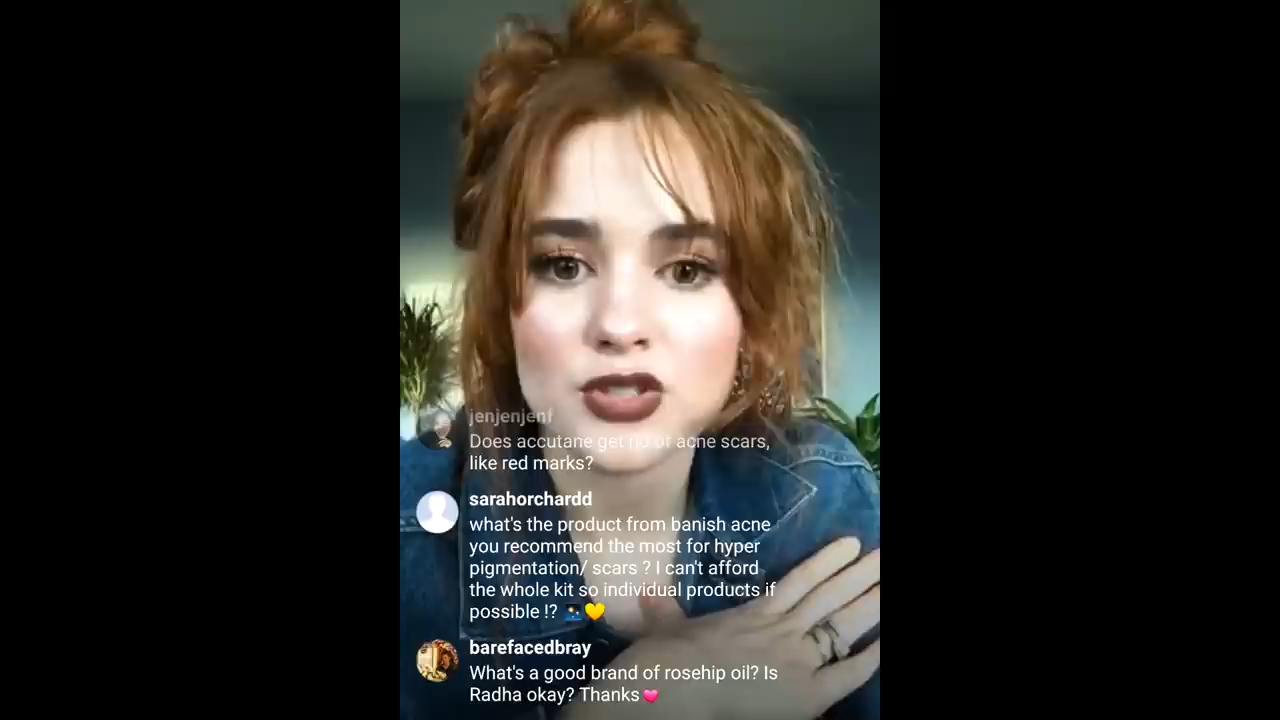 jenjenjenf
Does accutane get rid of acne scars,
like red marks?
sarahorchardd
what's the product from banish acne
you recommend the most for hyper
pigmentation/ scars ? I can't afford
the whole kit so individual products if
possible !?
barefacedbray
What's a good brand of rosehip oil? Is
Radha okay? Thanks